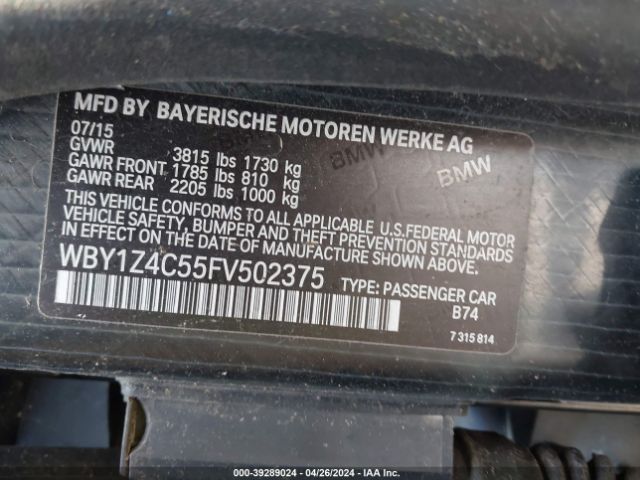 MFD BY BAYERISCHE MOTOREN WERKE AG
07/15
GVWR 3815 lbs 1730 kg
GAWR FRONT 1785 lbs 810 kg
GAWR REAR 2205 lbs 1000 kg
BMW BMW
THIS VEHICLE CONFORMS TO ALL APPLICABLE U.S.FEDERAL MOTOR
VEHICLE SAFETY, BUMPER AND THEFT PREVENTION STANDARDS
IN EFFECT ON THE DATE OF MANUFACTURE SHOWN ABOVE.
WBY1Z4C55FV502375
TYPE: PASSENGER CAR
B74
7 315 814
000-39289024 - 04/26/2024 - IAA Inc.